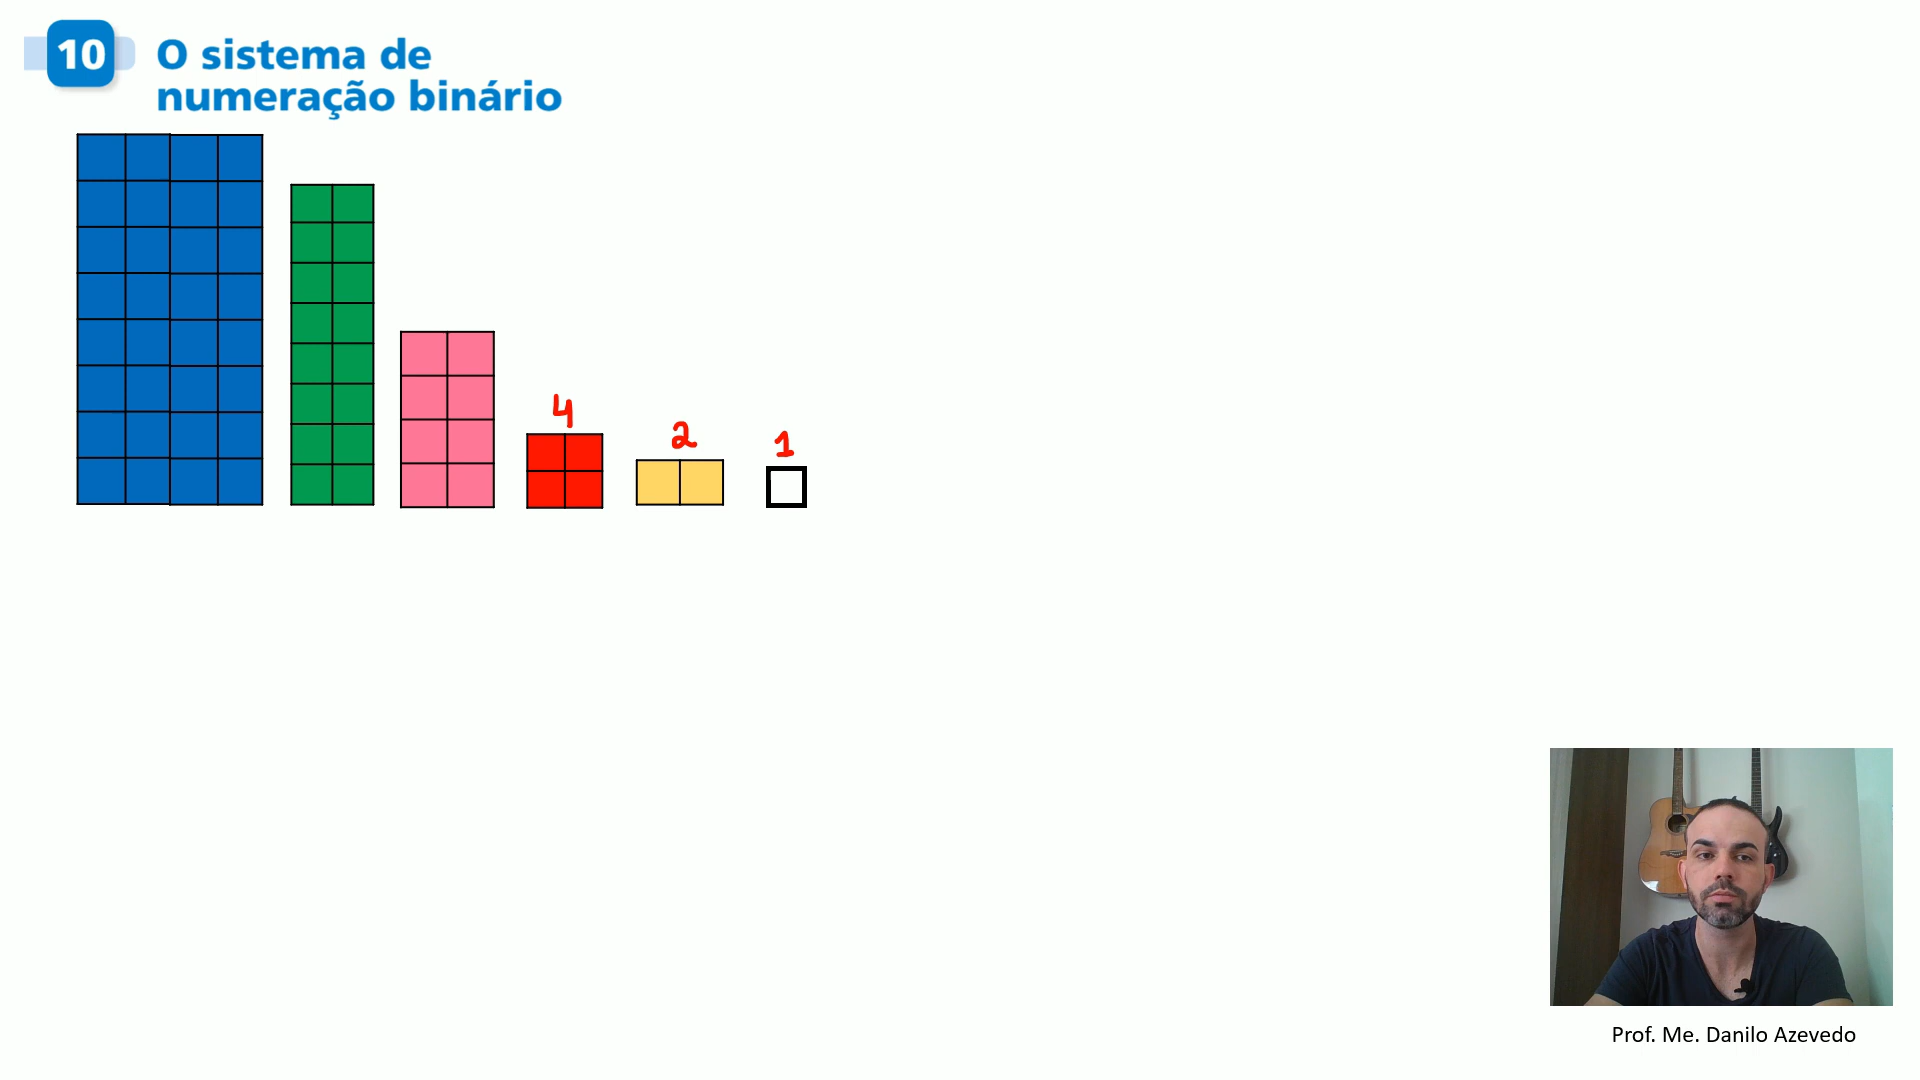 10
O sistema de
numeração binário
4
2
1
Prof. Me. Danilo Azevedo